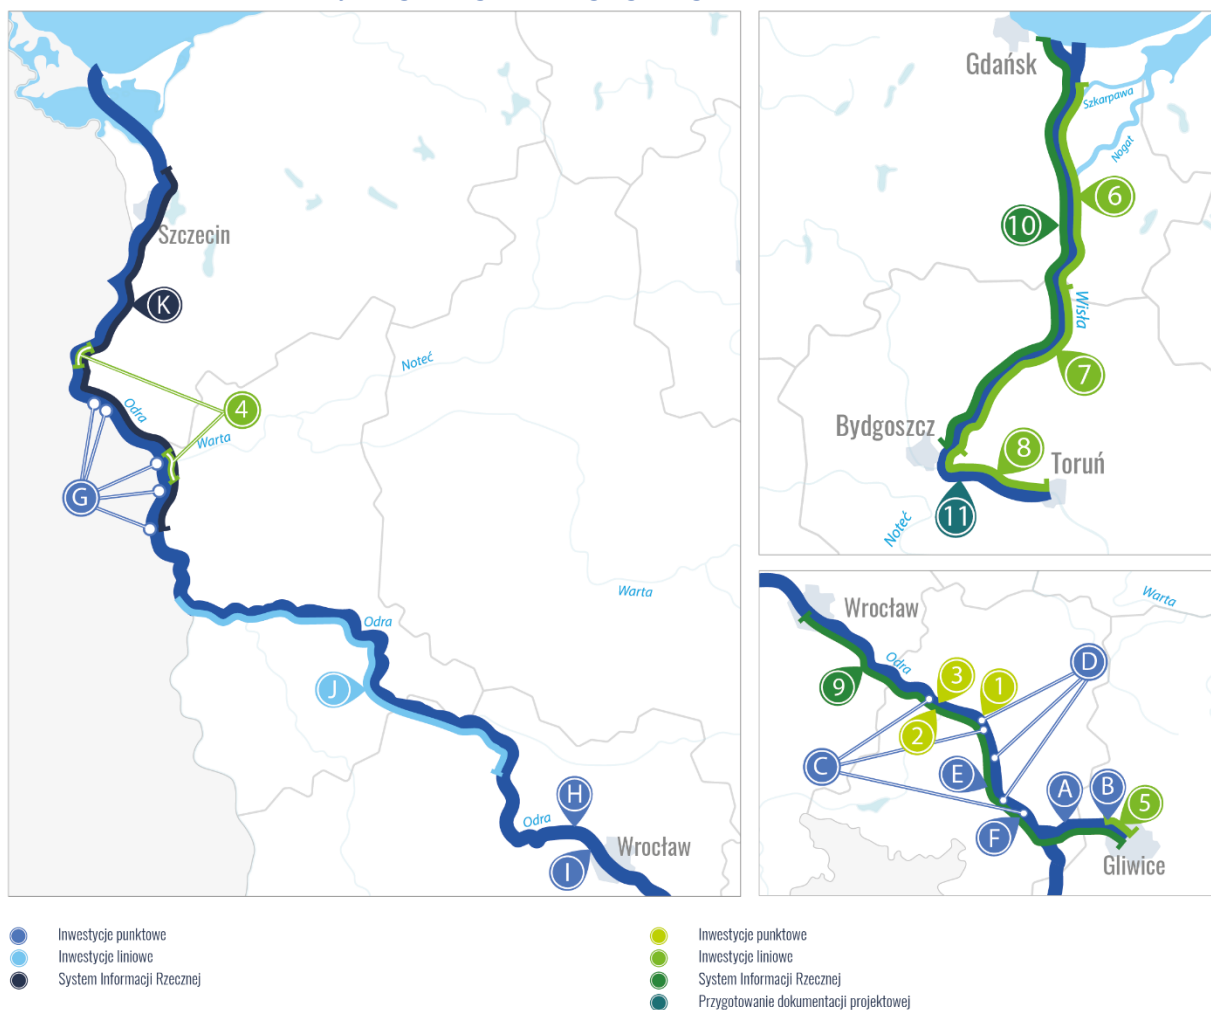 Szczecin
K
Noteć
Odra
4
Warta
G
Warta
Odra
J
H
Odra
Wrocław
I
Gdańsk
Szkarpawa
Nogat
6
10
Wisła
7
Bydgoszcz
8
Toruń
11
Noteć
Wrocław
Warta
Odra
D
3
1
9
2
C
E
A
B
5
F
Gliwice
Inwestycje punktowe
Inwestycje liniowe
System Informacji Rzecznej
Inwestycje punktowe
Inwestycje liniowe
System Informacji Rzecznej
Przygotowanie dokumentacji projektowej